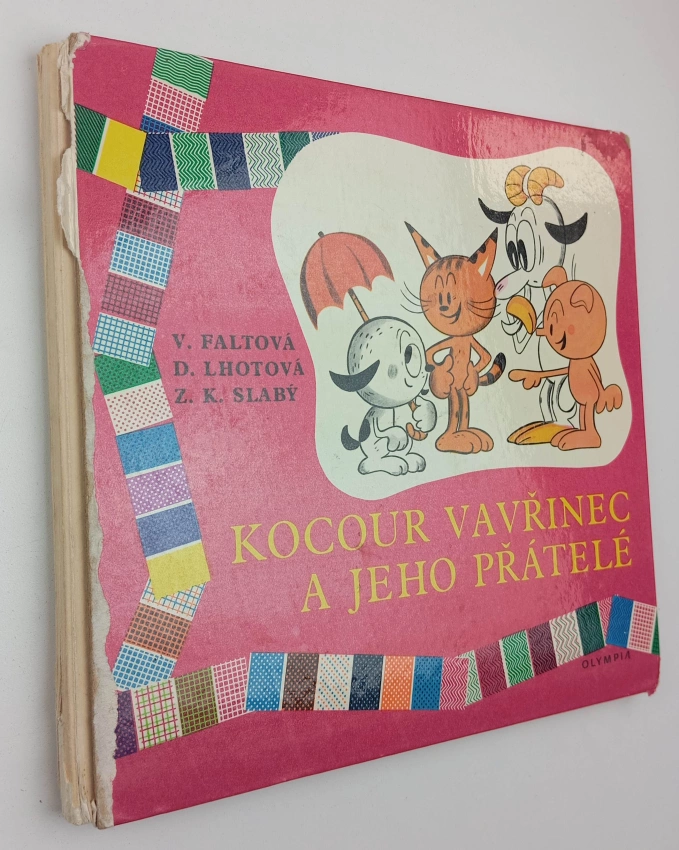 V. FALTOVÁ
D. LHOTOVÁ
Z. K. SLABÝ
KOCOUR VAVŘINEC
A JEHO PŘÁTELÉ
OLYMPIA